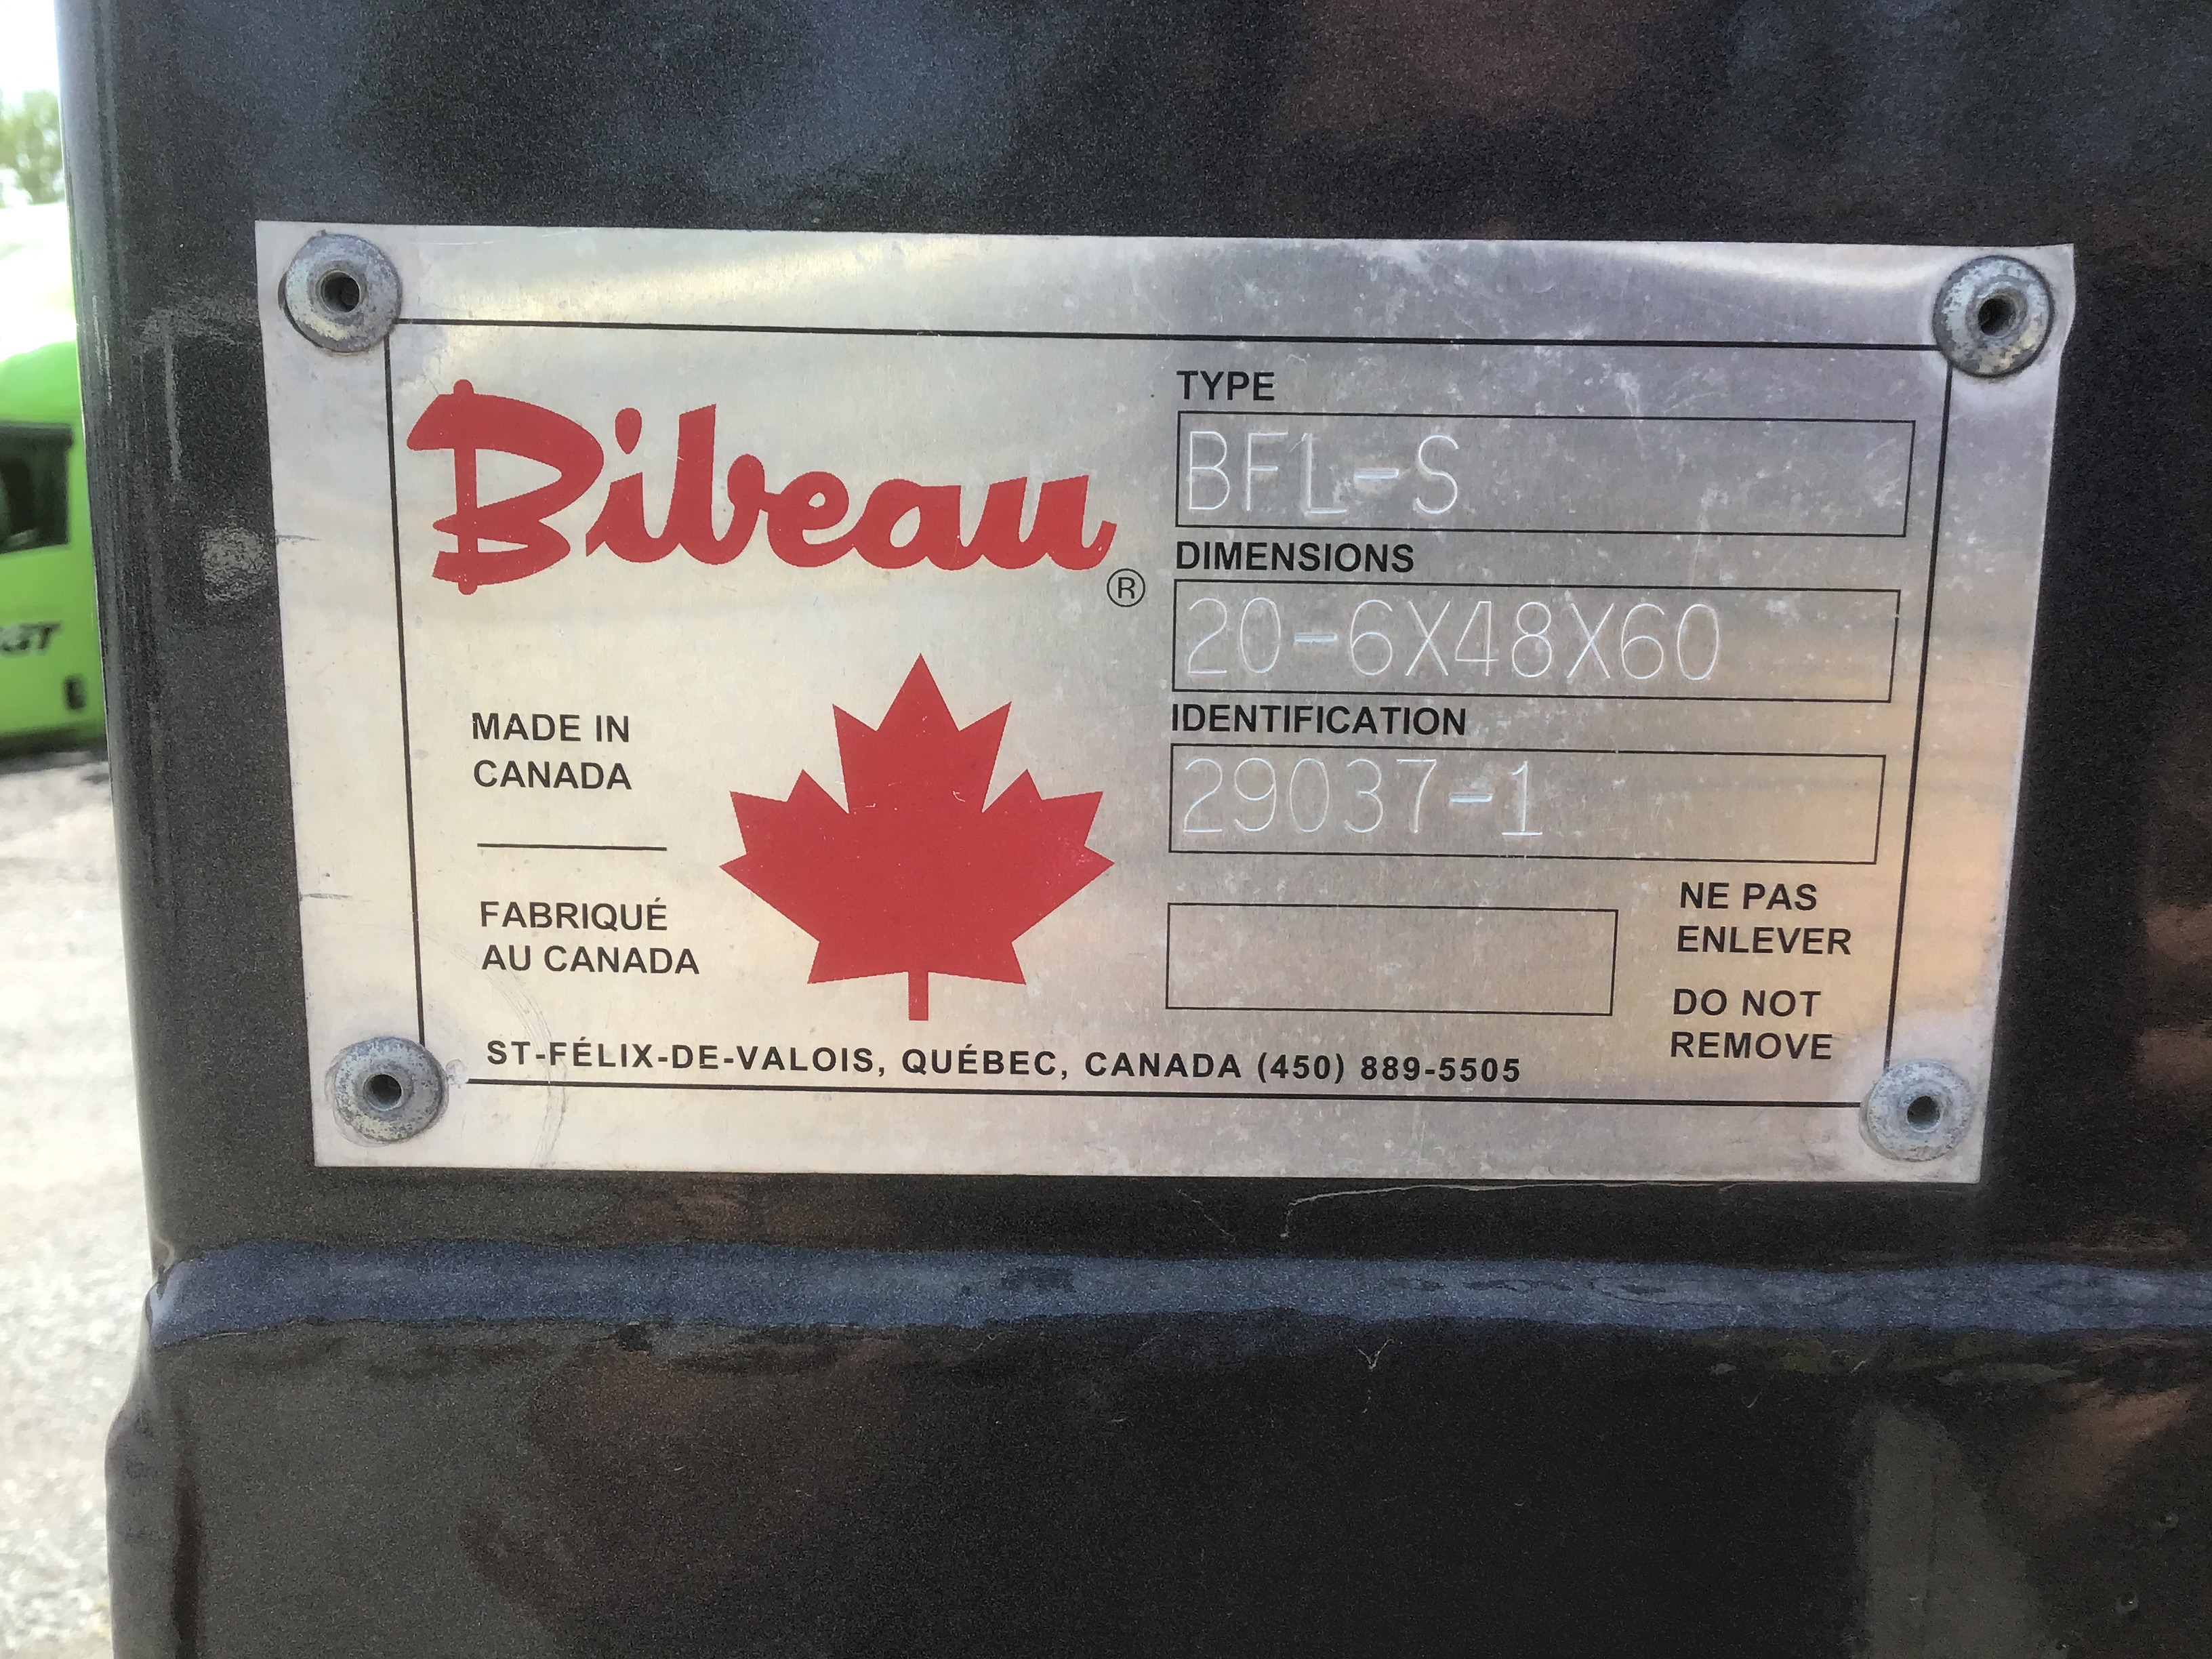 Bibeau®
TYPE
BFL-S
DIMENSIONS
20-6X48X60
IDENTIFICATION
29037-1
MADE IN
CANADA
FABRIQUÉ
AU CANADA
NE PAS
ENLEVER
DO NOT
REMOVE
ST-FÉLIX-DE-VALOIS, QUÉBEC, CANADA (450) 889-5505